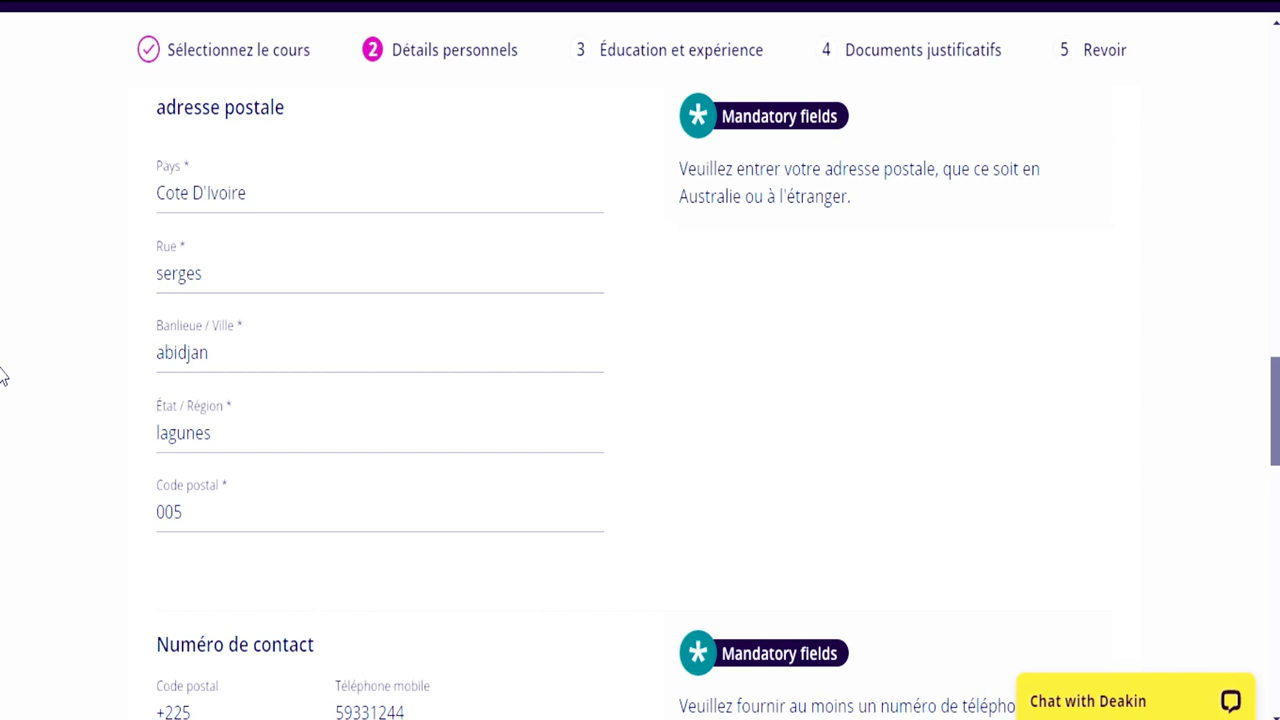 Sélectionnez le cours
2 Détails personnels
3 Éducation et expérience
4 Documents justificatifs
5 Revoir
adresse postale
Pays *
Cote D'Ivoire
Rue *
serges
Banlieue / Ville *
abidjan
État / Région *
lagunes
Code postal *
005
* Mandatory fields
Veuillez entrer votre adresse postale, que ce soit en
Australie ou à l'étranger.
Numéro de contact
Code postal
+225
Téléphone mobile
59331244
* Mandatory fields
Veuillez fournir au moins un numéro de télépho
Chat with Deakin